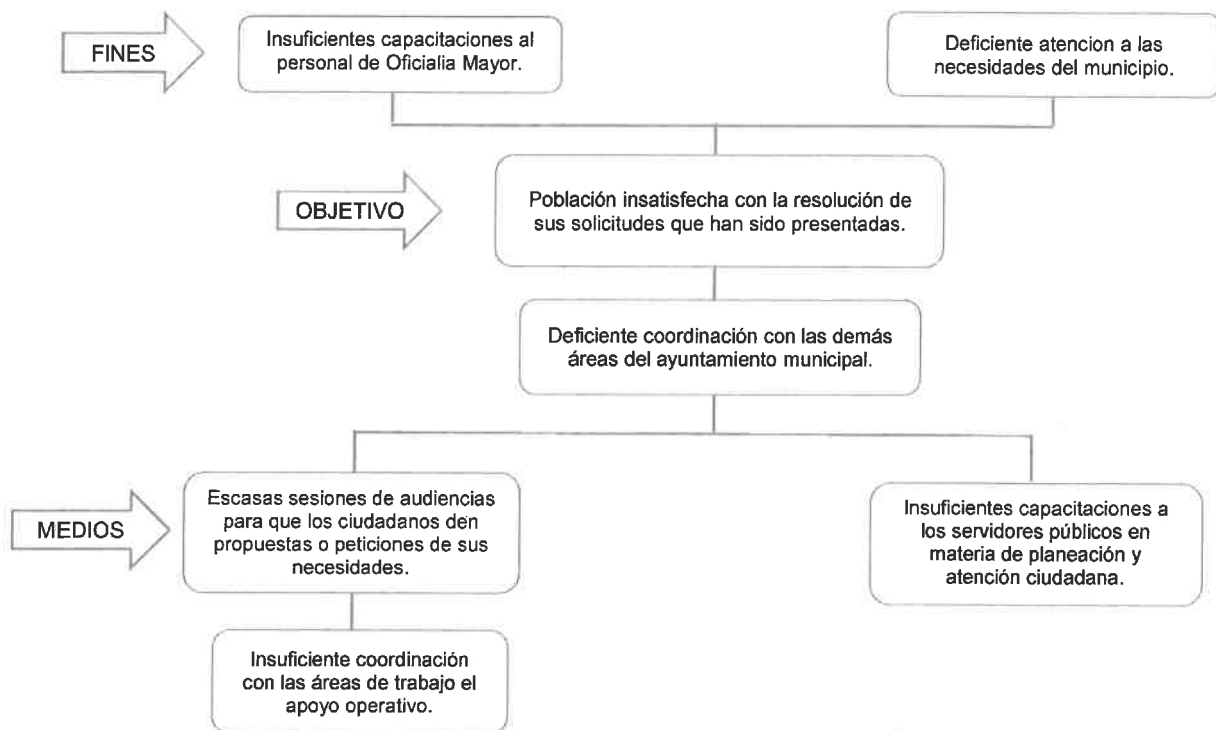 FINES
Insuficientes capacitaciones al
personal de Oficialia Mayor.
Deficiente atencion a las
necesidades del municipio.
OBJETIVO
Población insatisfecha con la resolución de
sus solicitudes que han sido presentadas.
Deficiente coordinación con las demás
áreas del ayuntamiento municipal.
MEDIOS
Escasas sesiones de audiencias
para que los ciudadanos den
propuestas o peticiones de sus
necesidades.
Insuficientes capacitaciones a
los servidores públicos en
materia de planeación y
atención ciudadana.
Insuficiente coordinación
con las áreas de trabajo el
apoyo operativo.